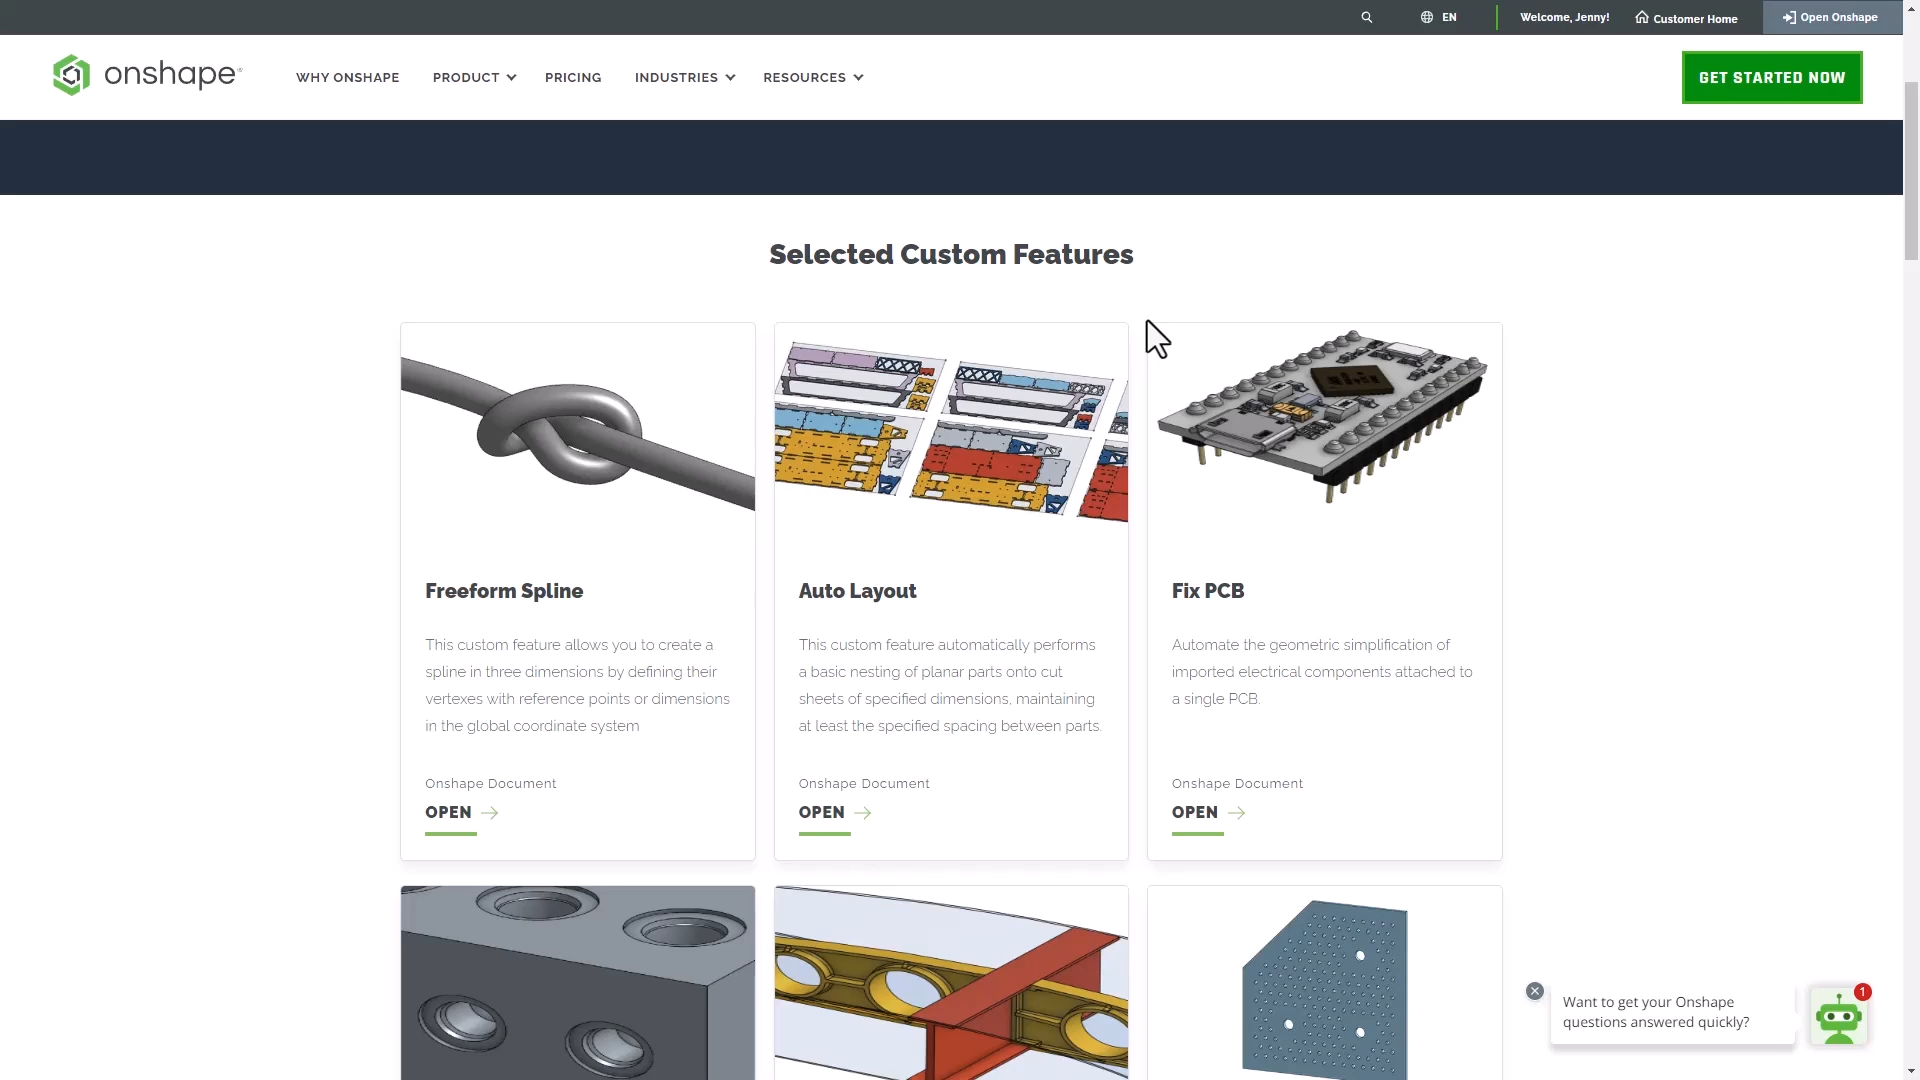 EN
Welcome, Jenny!
Customer Home
Open Onshape
onshape
WHY ONSHAPE
PRODUCT
PRICING
INDUSTRIES
RESOURCES
GET STARTED NOW
Selected Custom Features
Freeform Spline
This custom feature allows you to create a
spline in three dimensions by defining their
vertexes with reference points or dimensions
in the global coordinate system
Onshape Document
OPEN
Auto Layout
This custom feature automatically performs
a basic nesting of planar parts onto cut
sheets of specified dimensions, maintaining
at least the specified spacing between parts.
Onshape Document
OPEN
Fix PCB
Automate the geometric simplification of
imported electrical components attached to
a single PCB.
Onshape Document
OPEN
Want to get your Onshape
questions answered quickly?
1